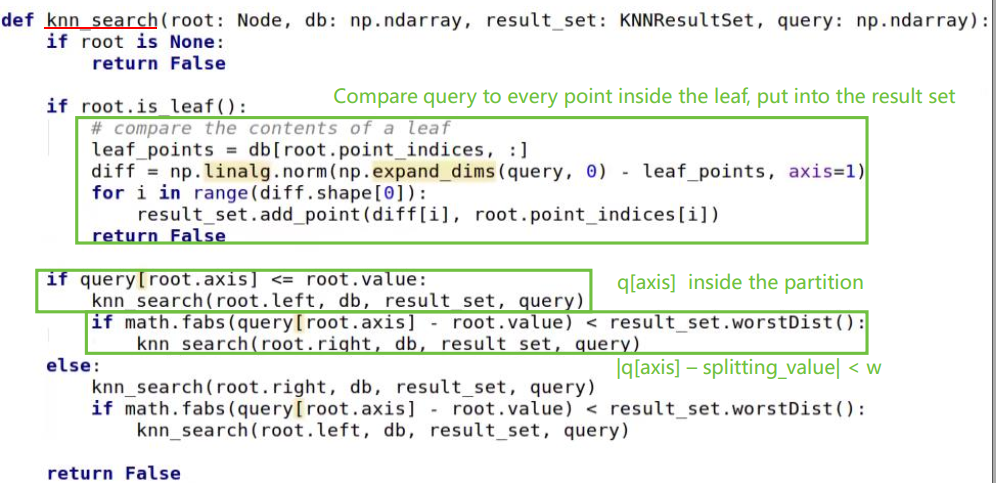 def knn_search(root: Node, db: np.ndarray, result_set: KNNResultSet, query: np.ndarray):
    if root is None:
        return False
    if root.is_leaf():
Compare query to every point inside the leaf, put into the result set
        # compare the contents of a leaf
        leaf_points = db[root.point_indices, :]
        diff = np.linalg.norm(np.expand_dims(query, 0) - leaf_points, axis=1)
        for i in range(diff.shape[0]):
            result_set.add_point(diff[i], root.point_indices[i])
        return False
    if query[root.axis] <= root.value:
q[axis] inside the partition
        knn_search(root.left, db, result_set, query)
        if math.fabs(query[root.axis] - root.value) < result_set.worstDist():
            knn_search(root.right, db, result_set, query)
    else:
|q[axis] – splitting_value| < w
        knn_search(root.right, db, result_set, query)
        if math.fabs(query[root.axis] - root.value) < result_set.worstDist():
            knn_search(root.left, db, result_set, query)
    return False